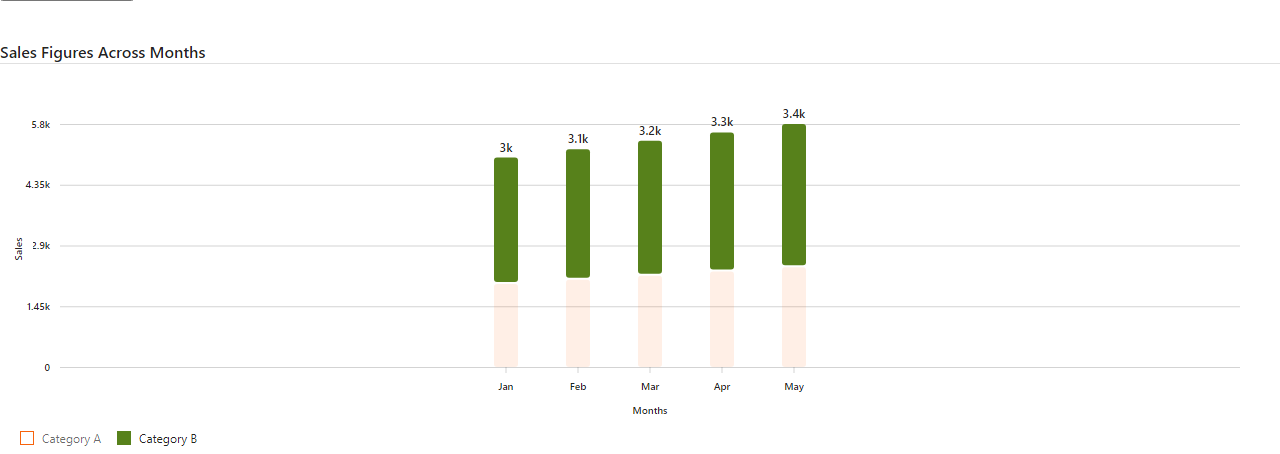 Sales Figures Across Months
3k
3.1k
3.2k
3.3k
3.4k
5.8k
4.35k
2.9k
1.45k
0
Sales
Jan
Feb
Mar
Apr
May
Months
Category A
Category B